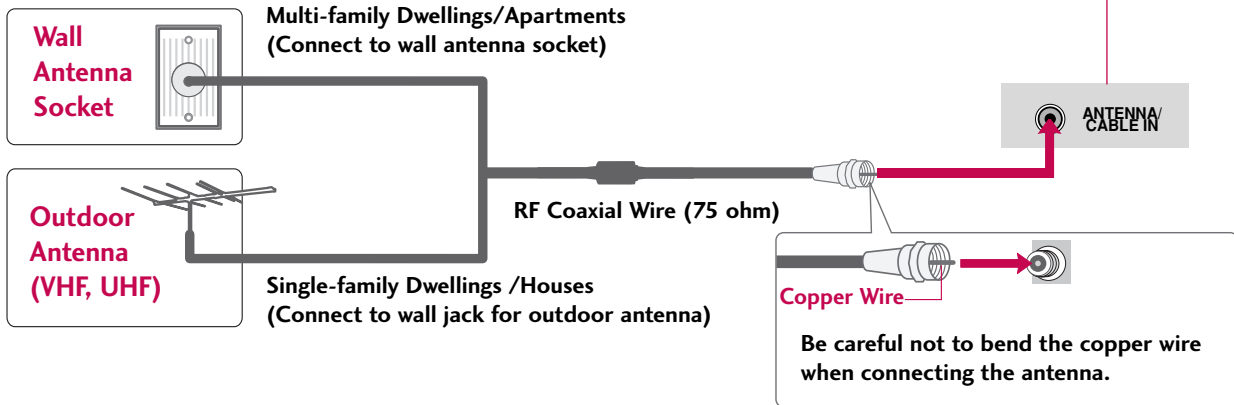 Wall
Antenna
Socket
Multi-family Dwellings/Apartments
(Connect to wall antenna socket)
ANTENNA/
CABLE IN
RF Coaxial Wire (75 ohm)
Outdoor
Antenna
(VHF, UHF)
Single-family Dwellings /Houses
(Connect to wall jack for outdoor antenna)
Copper Wire
Be careful not to bend the copper wire
when connecting the antenna.